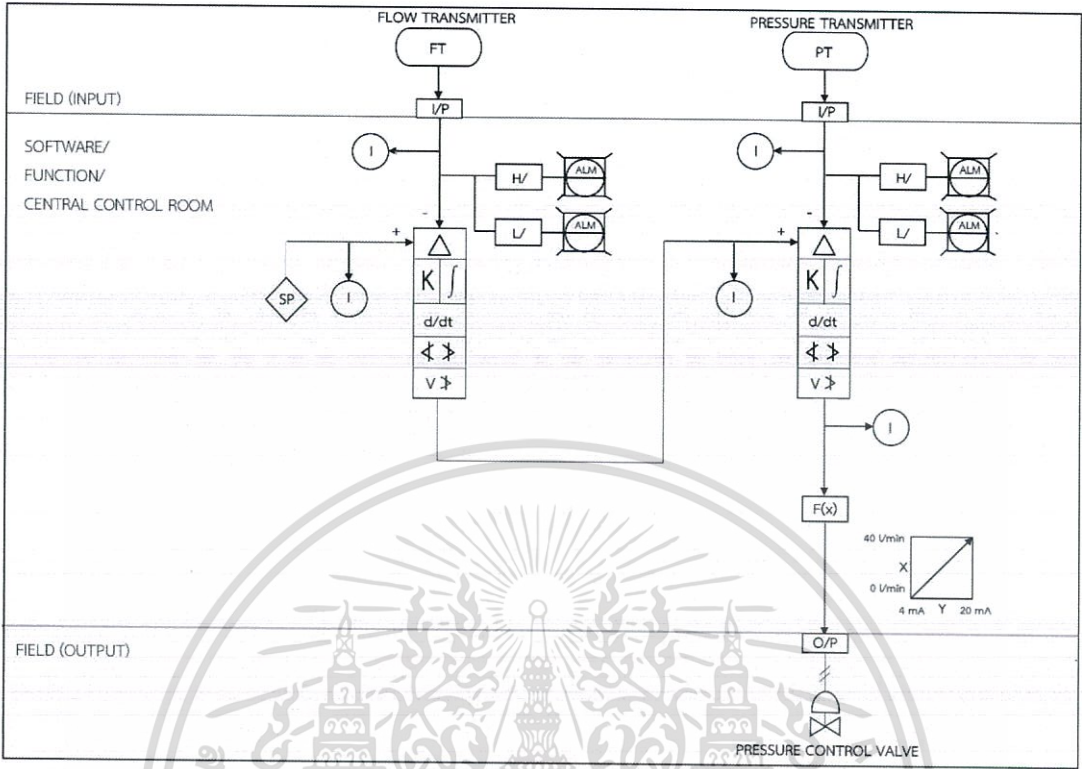 FLOW TRANSMITTER
PRESSURE TRANSMITTER
FT
PT
FIELD (INPUT)
I/P
I/P
SOFTWARE/
FUNCTION/
CENTRAL CONTROL ROOM
I
H/
ALM
L/
ALM
I
H/
ALM
L/
ALM
-
+
-
+
SP
I
I
△
K ∫
d/dt
∢ ∢
V ∢
△
K ∫
d/dt
∢ ∢
V ∢
I
F(x)
40 l/min
X
0 l/min
4 mA Y 20 mA
FIELD (OUTPUT)
O/P
PRESSURE CONTROL VALVE